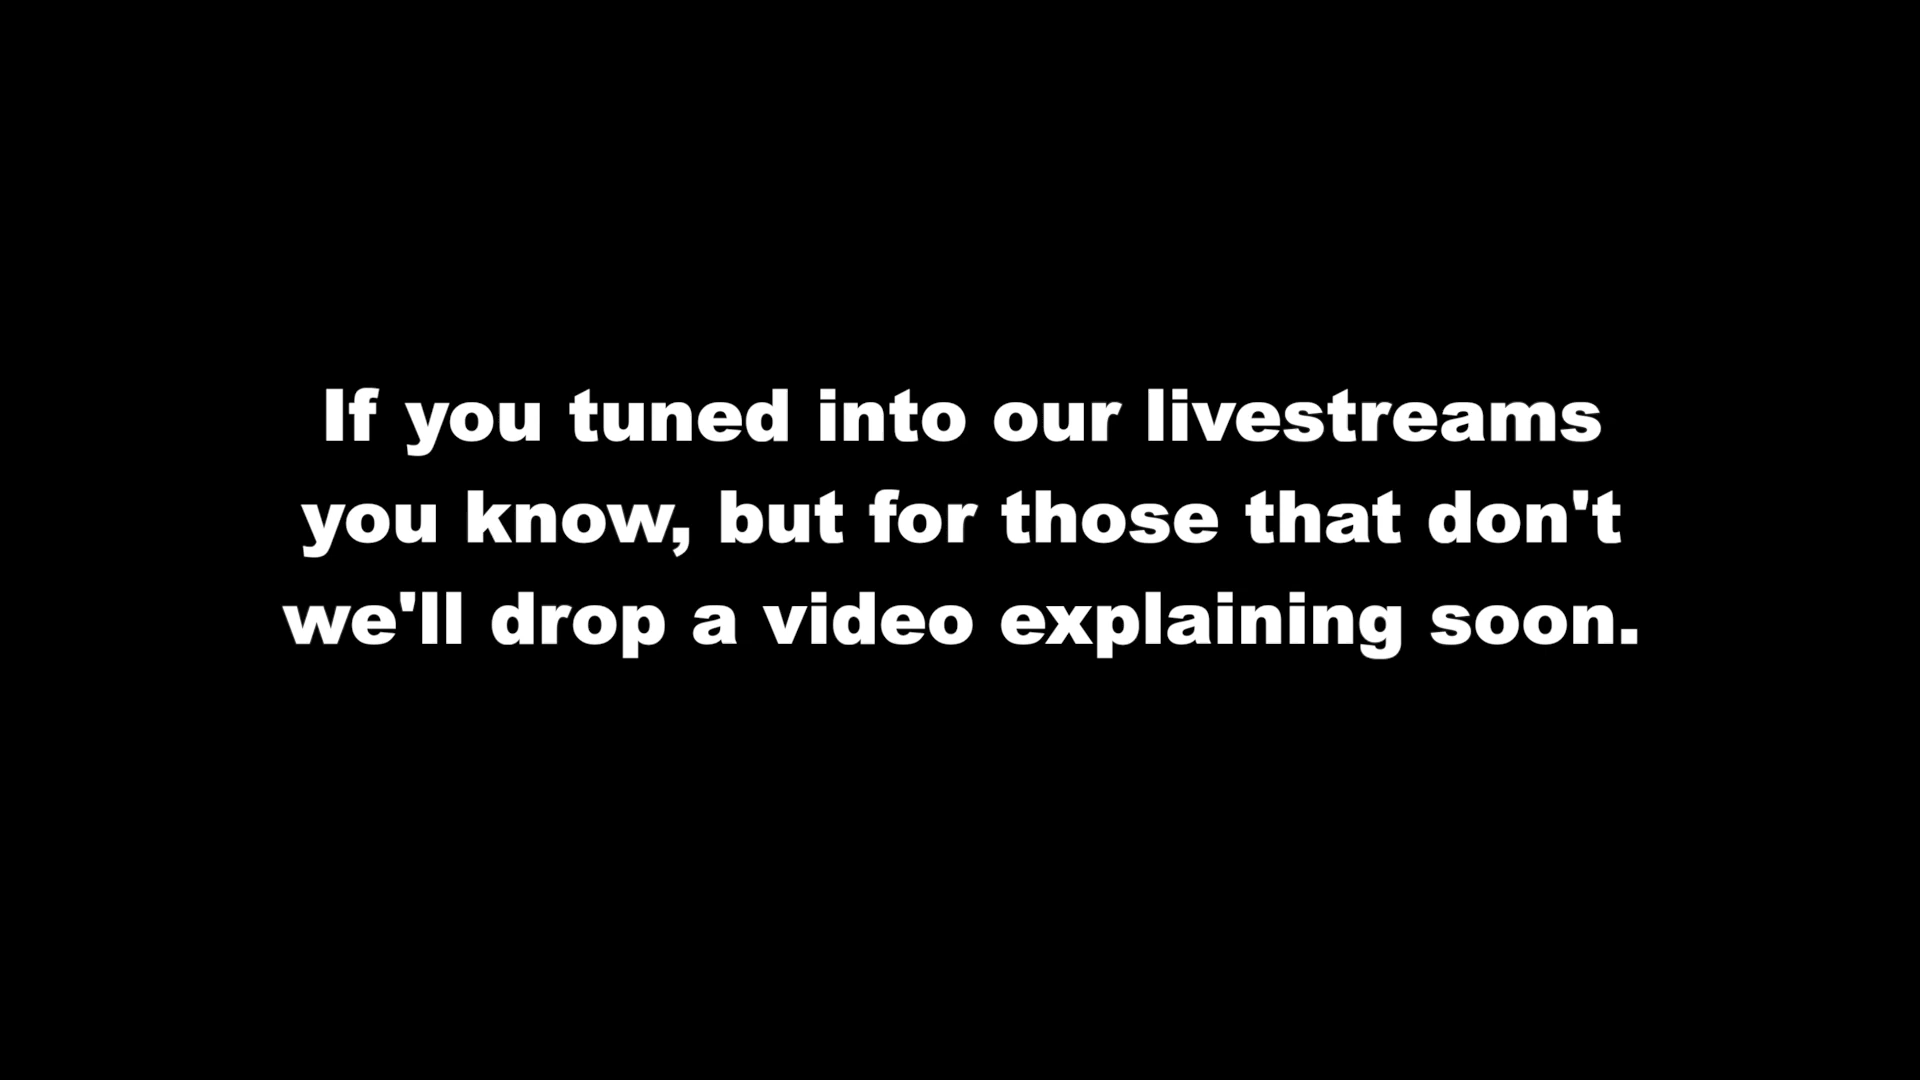 If you tuned into our livestreams
you know, but for those that don't
we'll drop a video explaining soon.